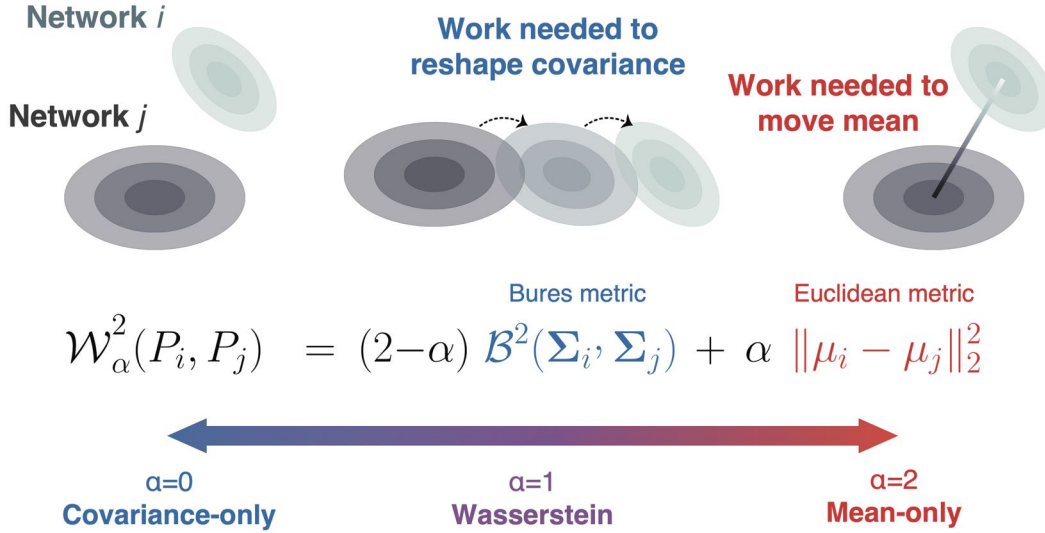 Network i
Network j
Work needed to
reshape covariance
Work needed to
move mean
Bures metric
Euclidean metric
𝒲²_α(P_i, P_j) = (2−α) ℬ²(Σ_i, Σ_j) + α ‖μ_i − μ_j‖²₂
α=0
Covariance-only
α=1
Wasserstein
α=2
Mean-only